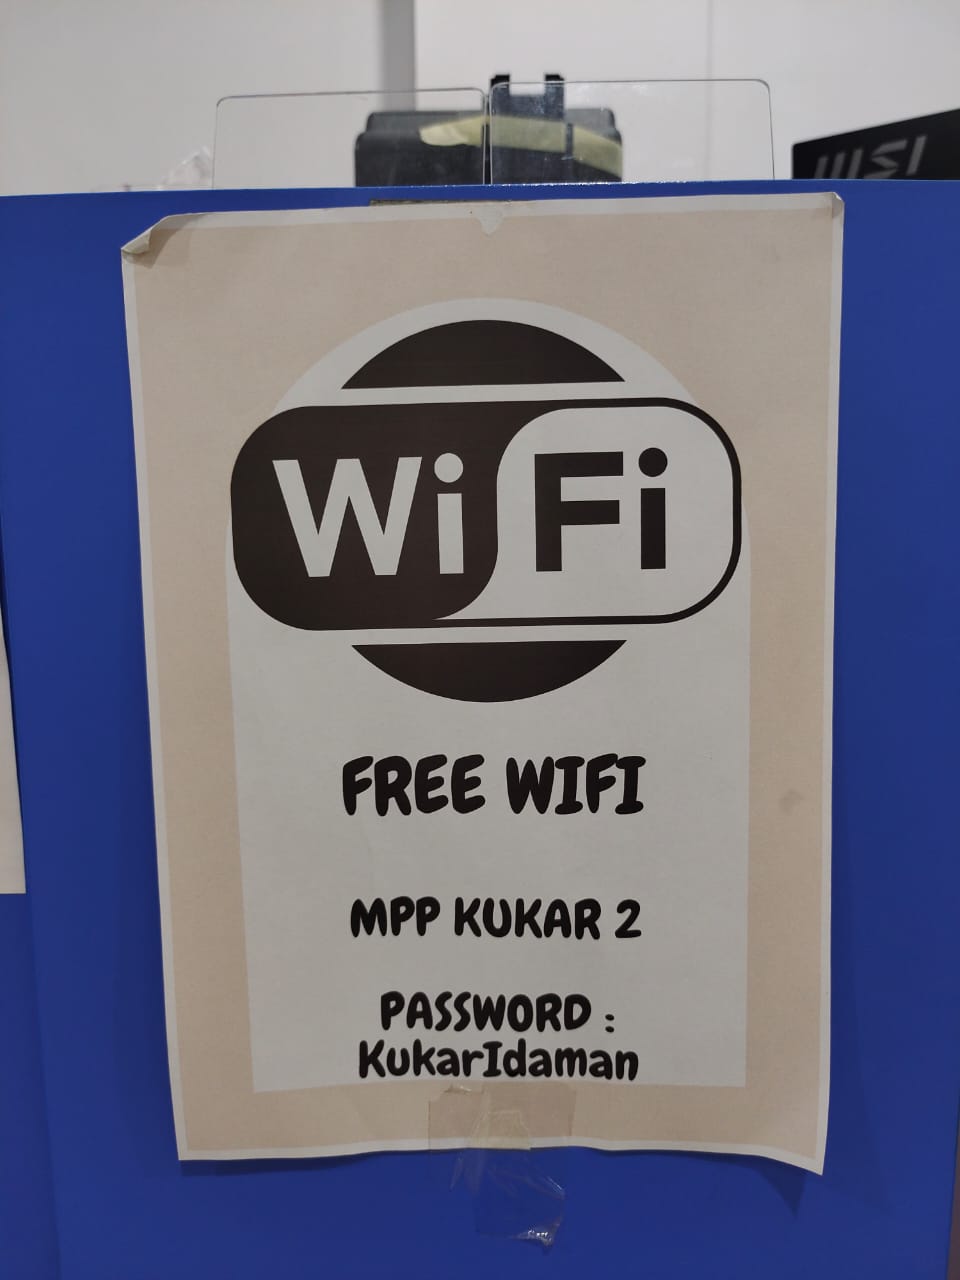 msi
WiFi
FREE WIFI
MPP KUKAR 2
PASSWORD :
KukarIdaman